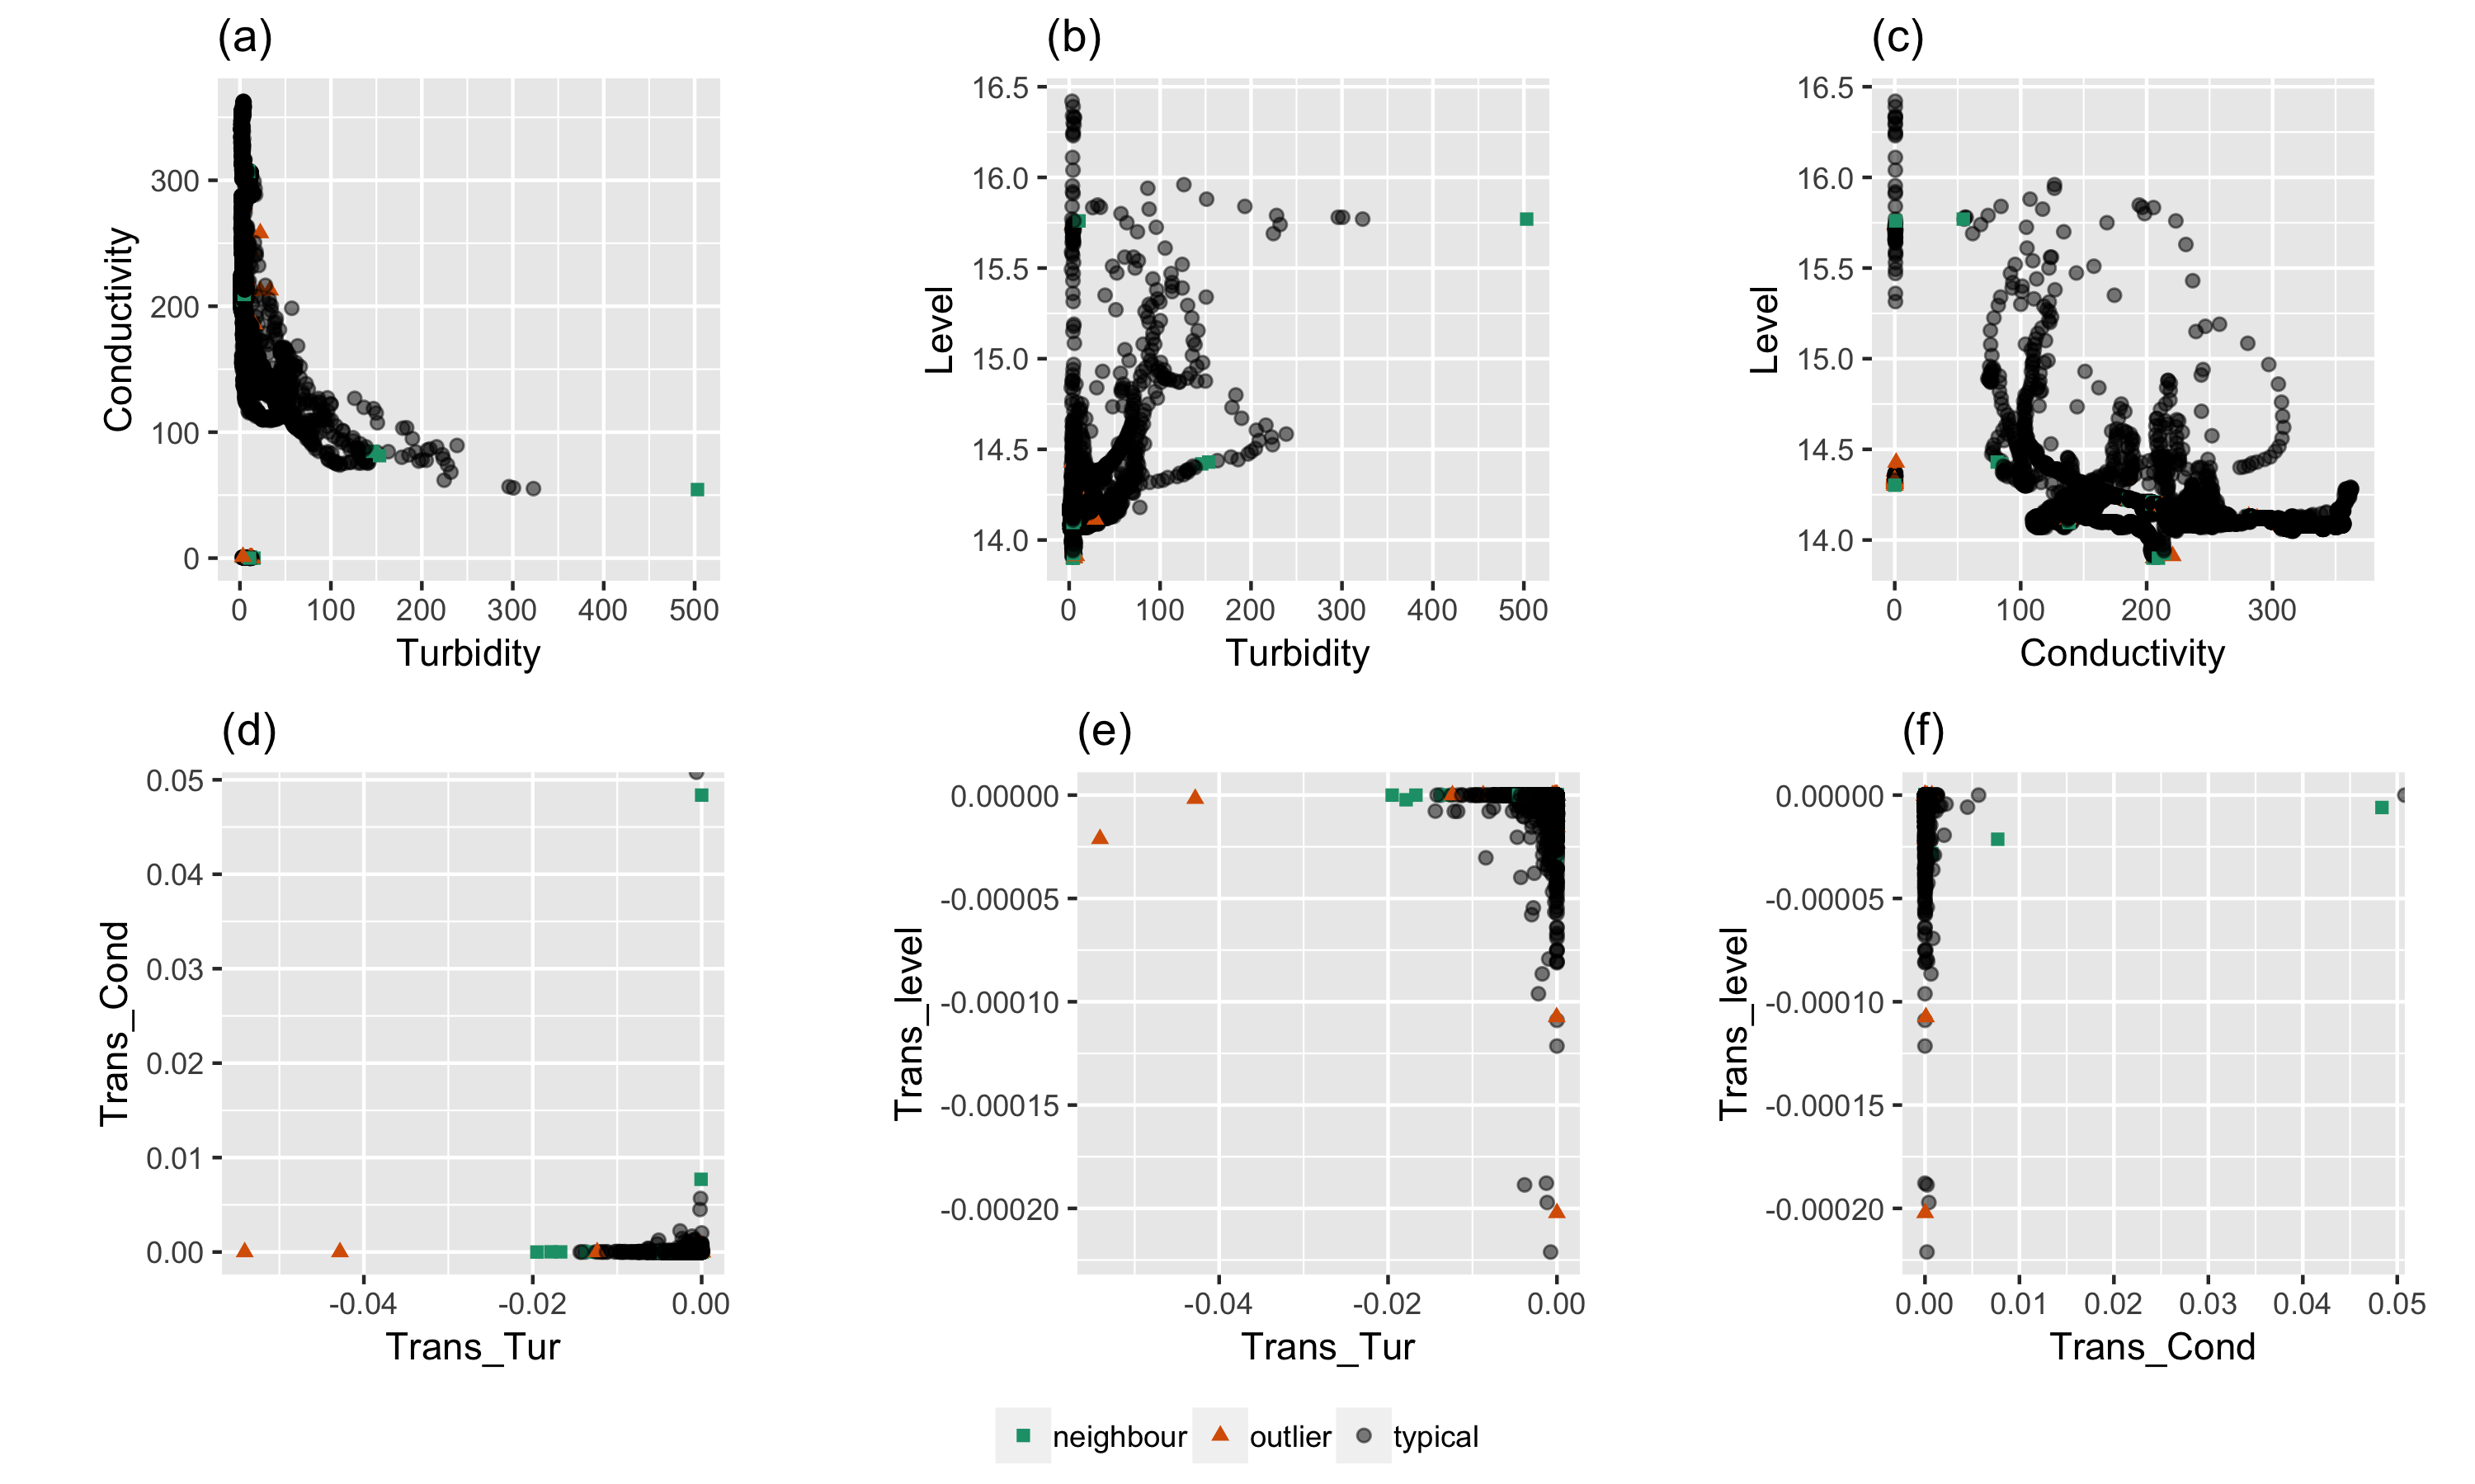 (a) (b) (c)
16.5 16.5
16.0 16.0
300
15.5 15.5
200
15.0 15.0
100
14.5 14.5
0
14.0 14.0
Conductivity Level Level
0 100 200 300 400 500 0 100 200 300 400 500 0 100 200 300
Turbidity Turbidity Conductivity
(d) (e) (f)
0.05 0.00000 0.00000
0.04 -0.00005 -0.00005
0.03 -0.00010 -0.00010
0.02 -0.00015 -0.00015
0.01 -0.00020 -0.00020
0.00
Trans_Cond Trans_level Trans_level
-0.04 -0.02 0.00 -0.04 -0.02 0.00 0.00 0.01 0.02 0.03 0.04 0.05
Trans_Tur Trans_Tur Trans_Cond
neighbour outlier typical